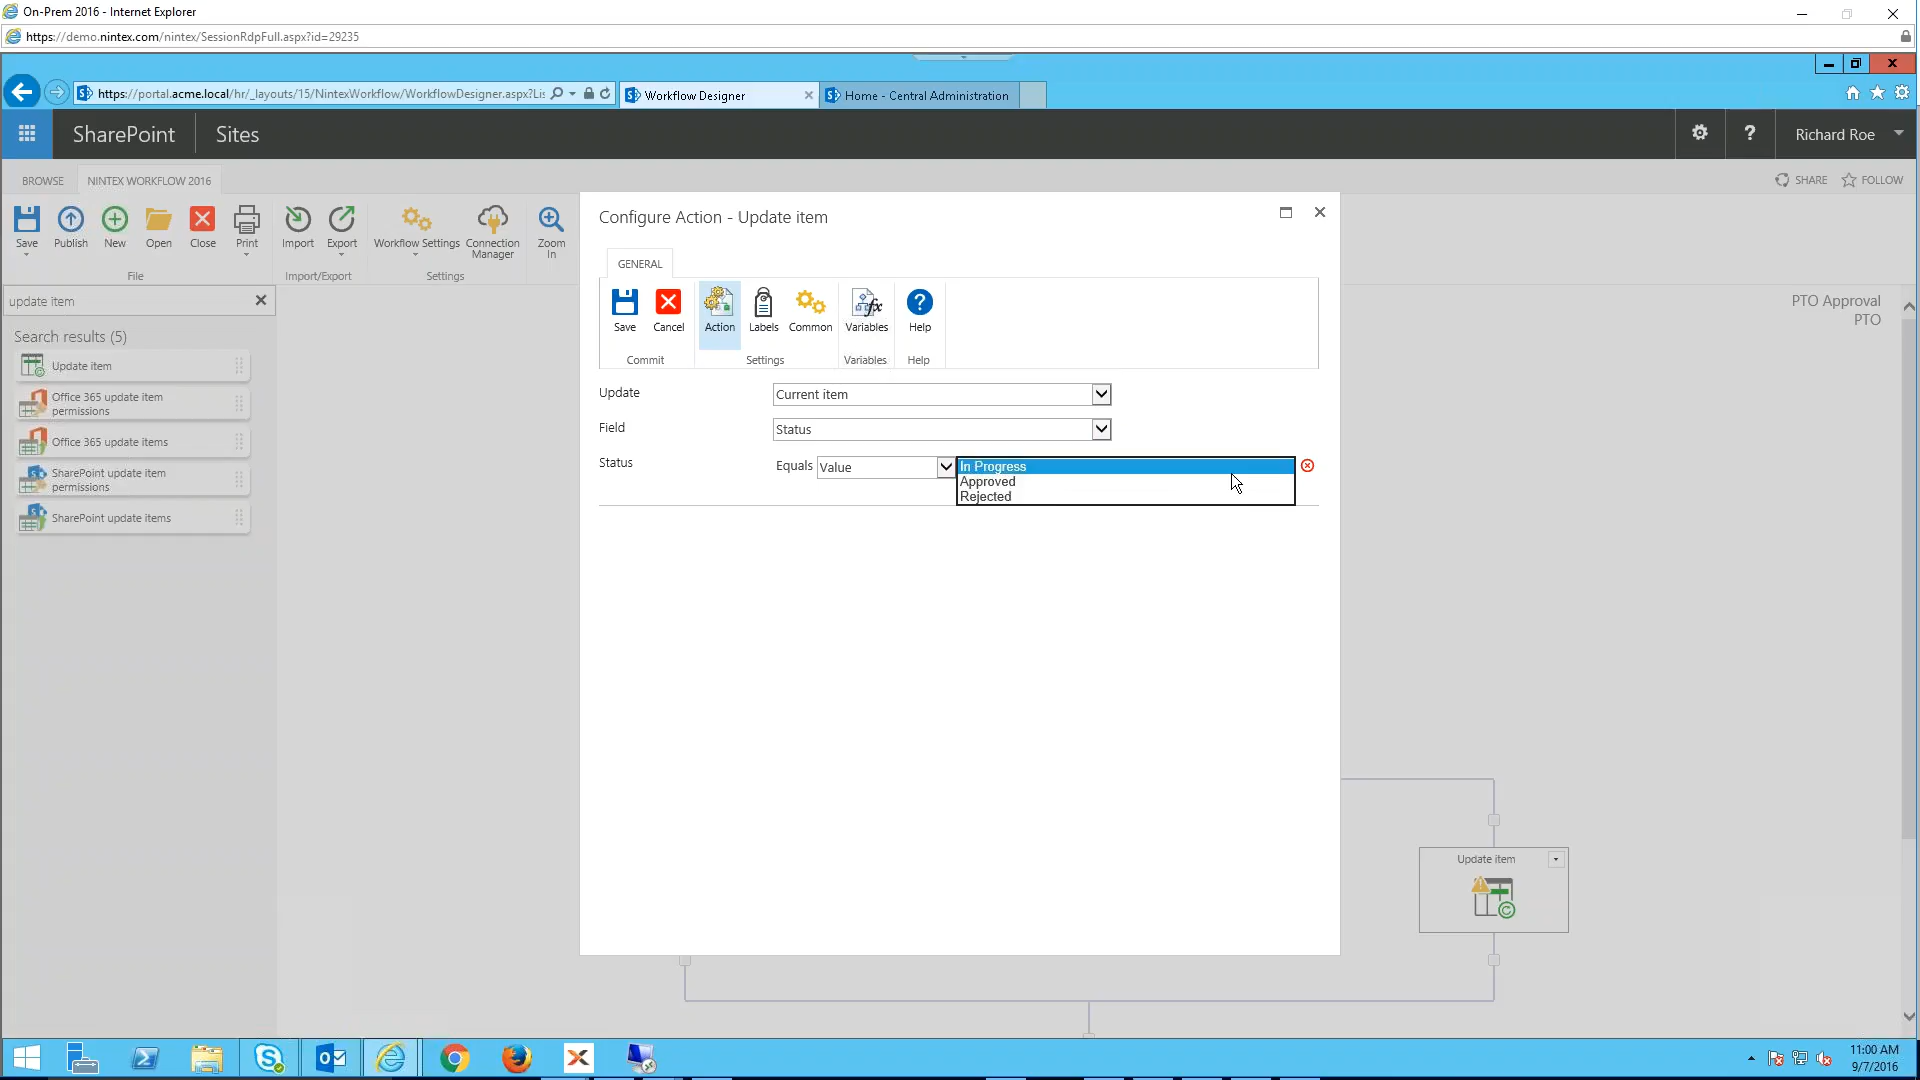 On-Prem 2016 - Internet Explorer
https://demo.nintex.com/nintex/SessionRdpFull.aspx?id=29235
https://portal.acme.local/hr/_layouts/15/NintexWorkflow/WorkflowDesigner.aspx?Lis
Workflow Designer
Home - Central Administration
SharePoint
Sites
?
Richard Roe
BROWSE
NINTEX WORKFLOW 2016
SHARE
FOLLOW
Save
Publish
New
Open
Close
Print
Import
Export
Workflow Settings
Connection
Manager
Zoom
In
File
Import/Export
Settings
update item
Search results (5)
Update item
Office 365 update item
permissions
Office 365 update items
SharePoint update item
permissions
SharePoint update items
PTO Approval
PTO
Configure Action - Update item
GENERAL
Save
Cancel
Action
Labels
Common
Variables
Help
Commit
Settings
Variables
Help
Update
Current item
Field
Status
Status
Equals
Value
In Progress
Approved
Rejected
Update item
11:00 AM
9/7/2016